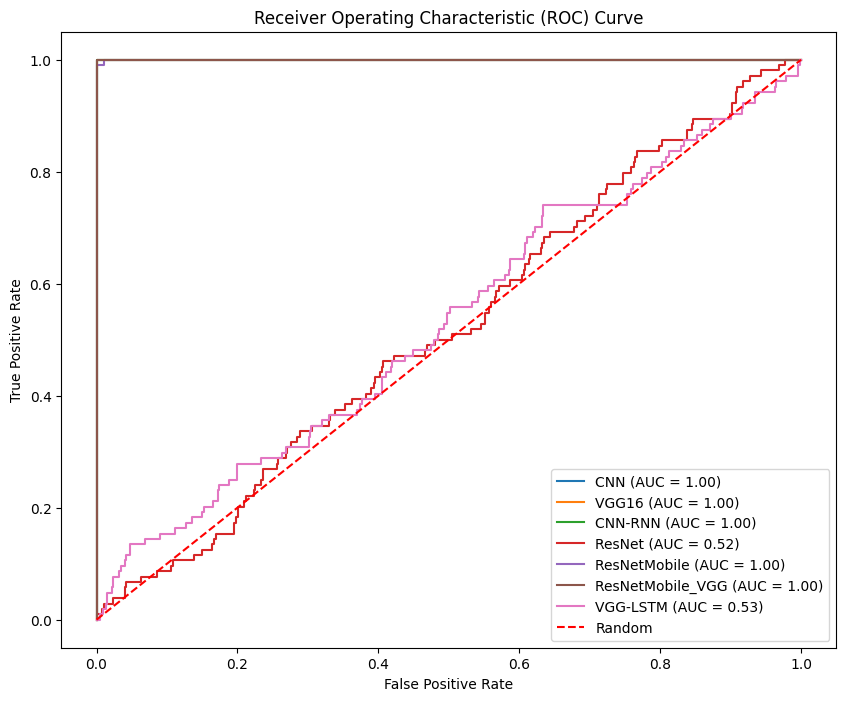 Receiver Operating Characteristic (ROC) Curve
True Positive Rate
1.0
0.8
0.6
0.4
0.2
0.0
CNN (AUC = 1.00)
VGG16 (AUC = 1.00)
CNN-RNN (AUC = 1.00)
ResNet (AUC = 0.52)
ResNetMobile (AUC = 1.00)
ResNetMobile_VGG (AUC = 1.00)
VGG-LSTM (AUC = 0.53)
Random
0.0 0.2 0.4 0.6 0.8 1.0
False Positive Rate